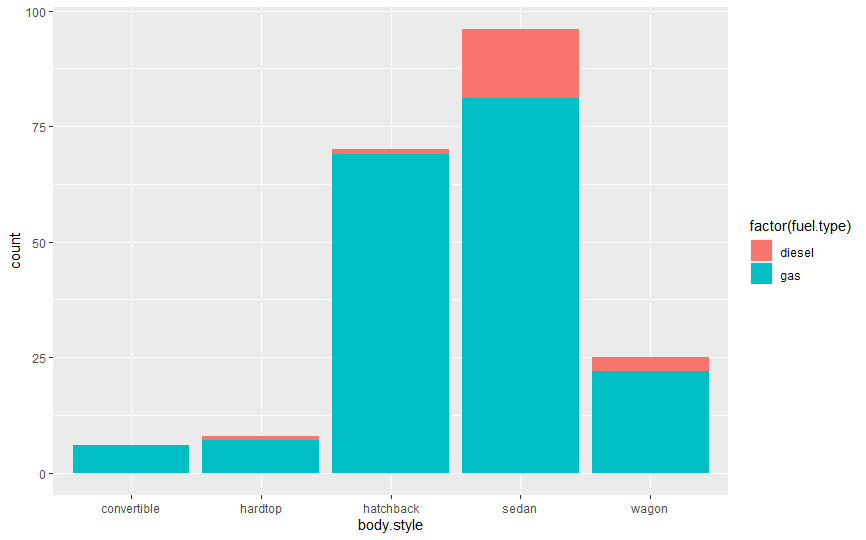 100
75
50
25
0
count
convertible hardtop hatchback sedan wagon
body.style
factor(fuel.type)
diesel
gas